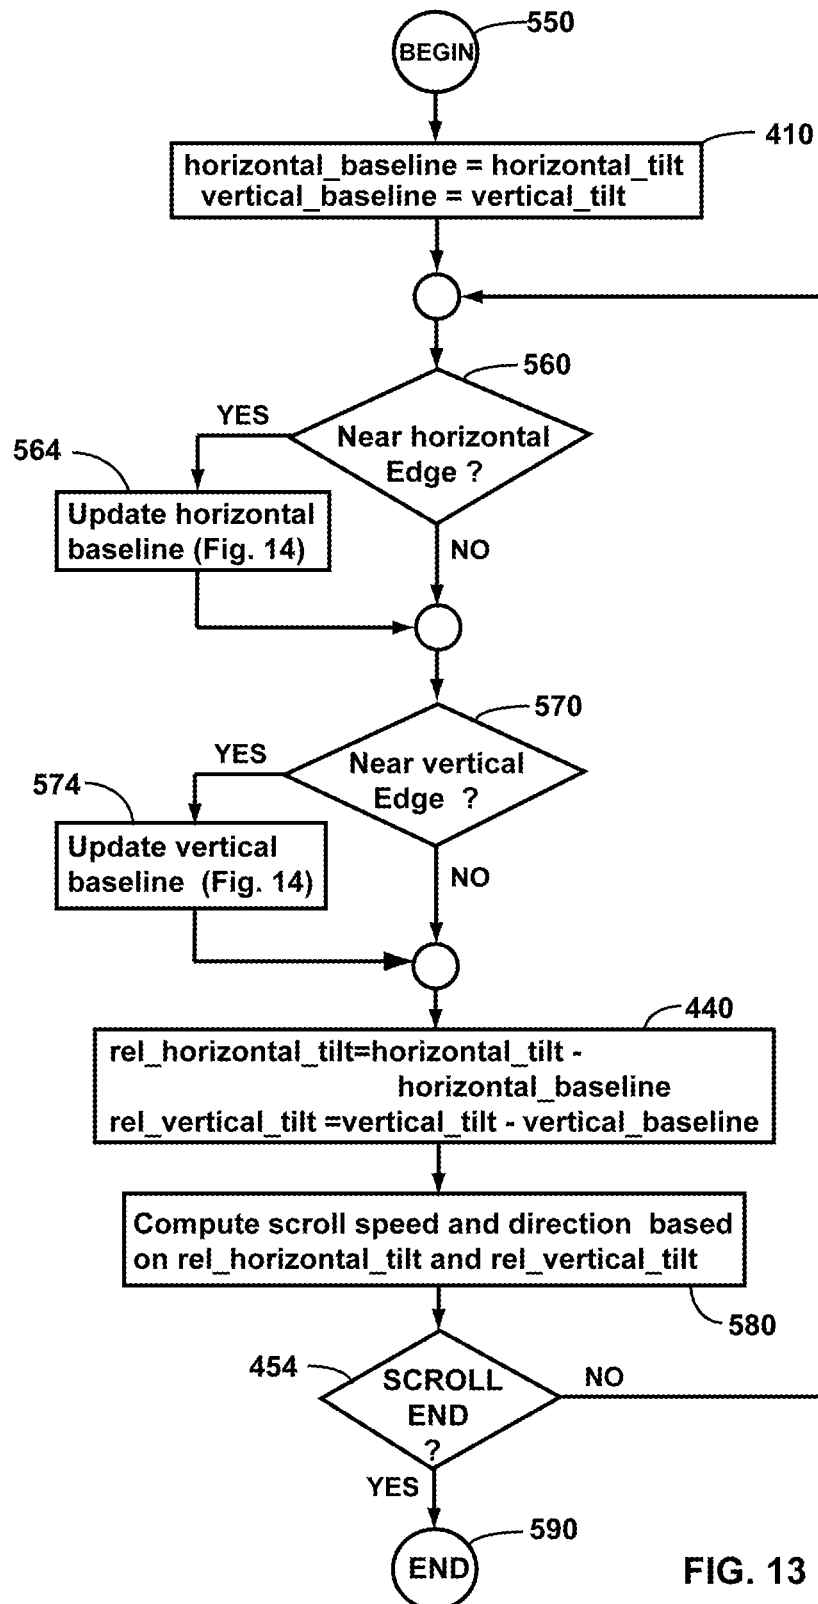 550
BEGIN
410
horizontal_baseline = horizontal_tilt
vertical_baseline = vertical_tilt
560
YES
Near horizontal
Edge ?
564
Update horizontal
baseline (Fig. 14)
NO
570
YES
Near vertical
Edge ?
574
Update vertical
baseline (Fig. 14)
NO
440
rel_horizontal_tilt=horizontal_tilt -
horizontal_baseline
rel_vertical_tilt =vertical_tilt - vertical_baseline
Compute scroll speed and direction based
on rel_horizontal_tilt and rel_vertical_tilt
580
454
SCROLL
END
?
NO
YES
590
END
FIG. 13